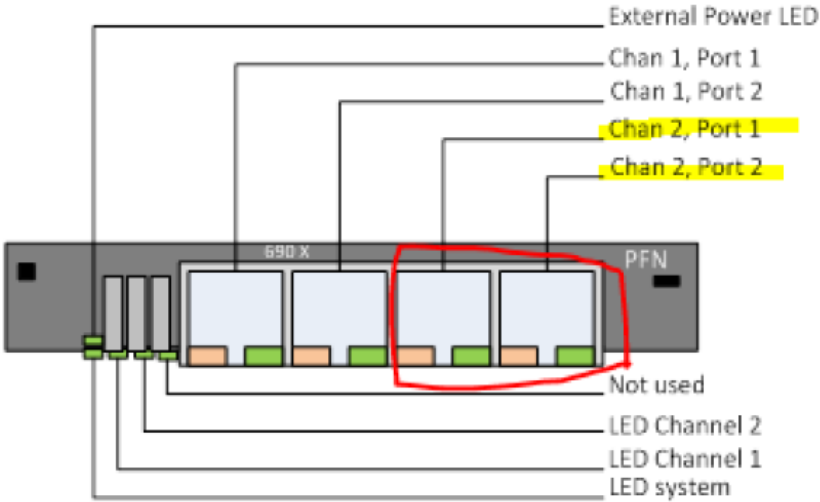 External Power LED
Chan 1, Port 1
Chan 1, Port 2
Chan 2, Port 1
Chan 2, Port 2
690 X
PFN
Not used
LED Channel 2
LED Channel 1
LED system